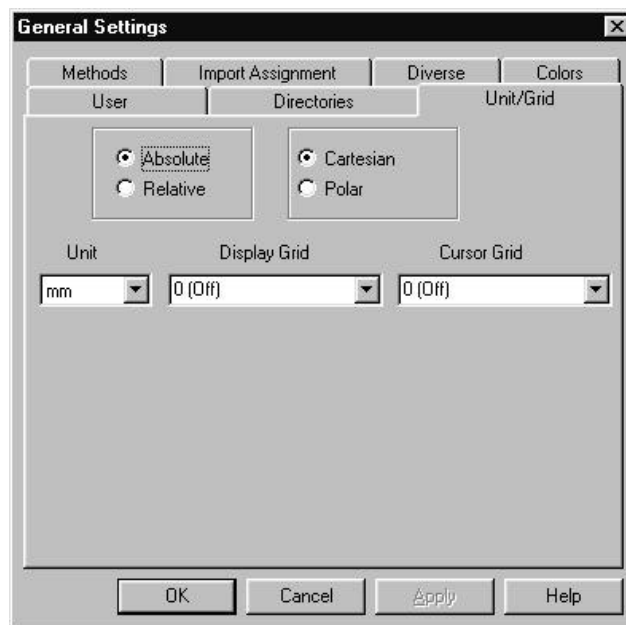 General Settings
Methods Import Assignment Diverse Colors
User Directories Unit/Grid
Absolute Cartesian
Relative Polar
Unit Display Grid Cursor Grid
mm 0 (Off) 0 (Off)
OK Cancel Apply Help